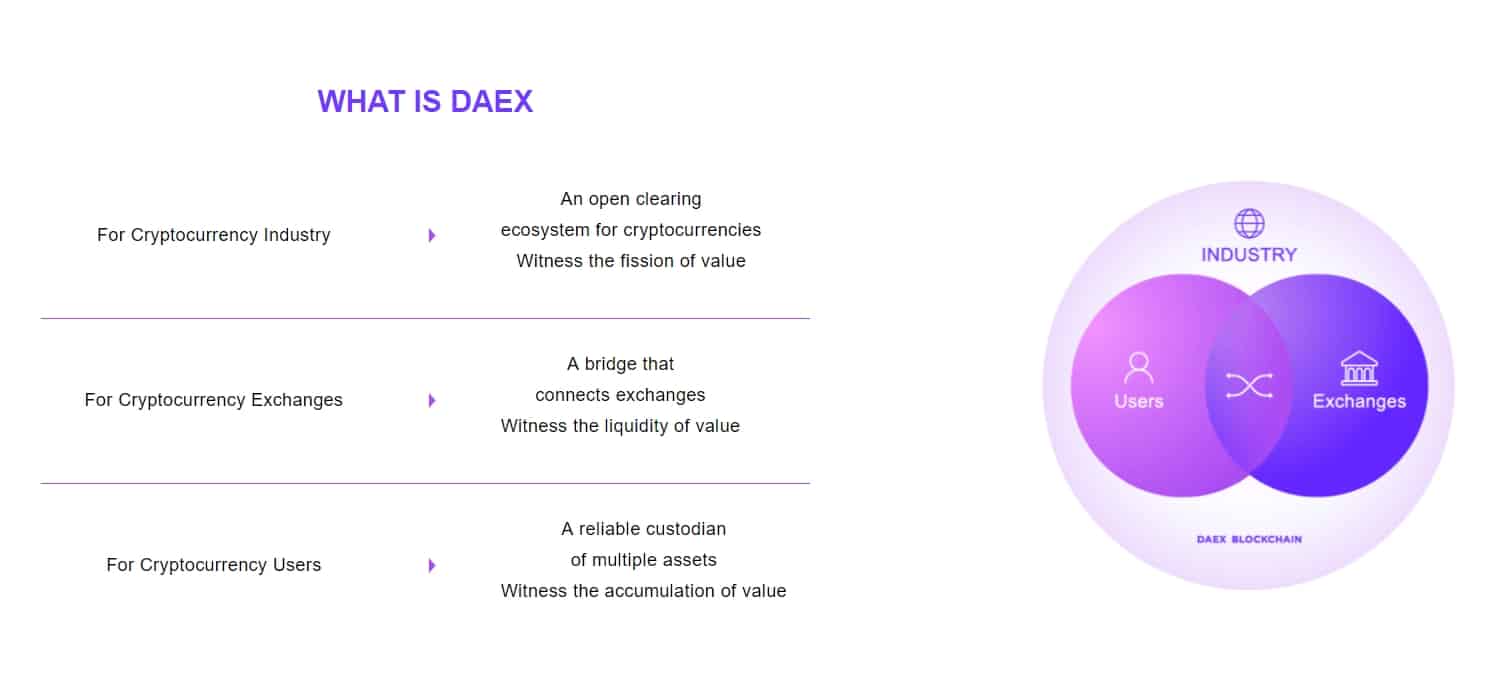 WHAT IS DAEX
For Cryptocurrency Industry
An open clearing
ecosystem for cryptocurrencies
Witness the fission of value
For Cryptocurrency Exchanges
A bridge that
connects exchanges
Witness the liquidity of value
For Cryptocurrency Users
A reliable custodian
of multiple assets
Witness the accumulation of value
INDUSTRY
Users
Exchanges
DAEX BLOCKCHAIN